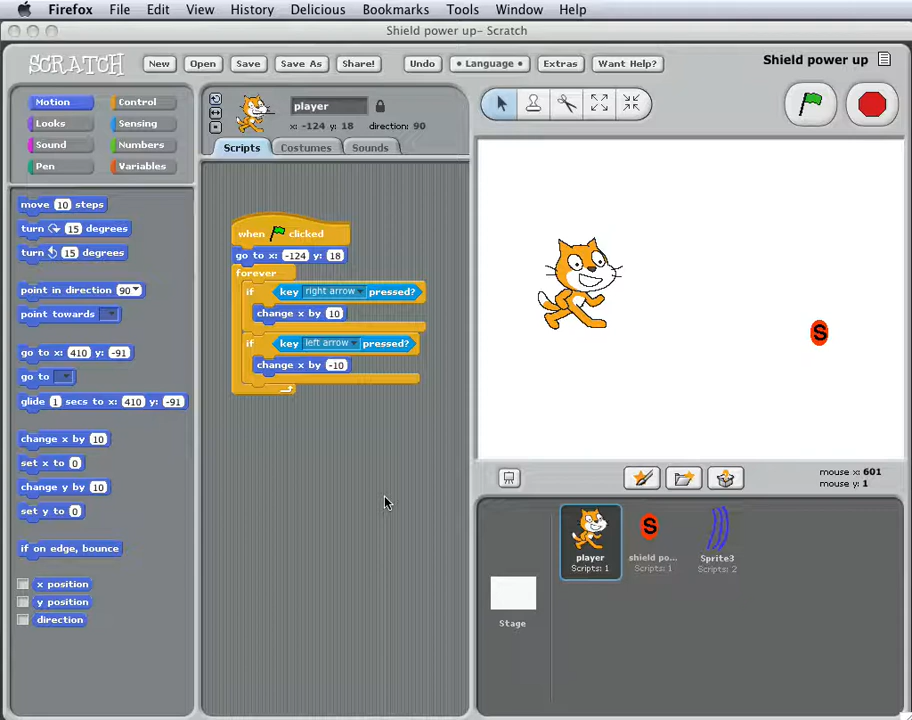 Firefox File Edit View History Delicious Bookmarks Tools Window Help
Shield power up- Scratch
SCRATCH New Open Save Save As Share! Undo • Language • Extras Want Help? Shield power up
Motion Control
Looks Sensing
Sound Numbers
Pen Variables
player
x: -124 y: 18 direction: 90
Scripts Costumes Sounds
move 10 steps
turn 15 degrees
turn 15 degrees
point in direction 90
point towards
go to x: 410 y: -91
go to
glide 1 secs to x: 410 y: -91
change x by 10
set x to 0
change y by 10
set y to 0
if on edge, bounce
x position
y position
direction
when clicked
go to x: -124 y: 18
forever
if key right arrow pressed?
change x by 10
if key left arrow pressed?
change x by -10
S
mouse x: 601
mouse y: 1
S
player shield po... Sprite3
Scripts: 1 Scripts: 1 Scripts: 2
Stage